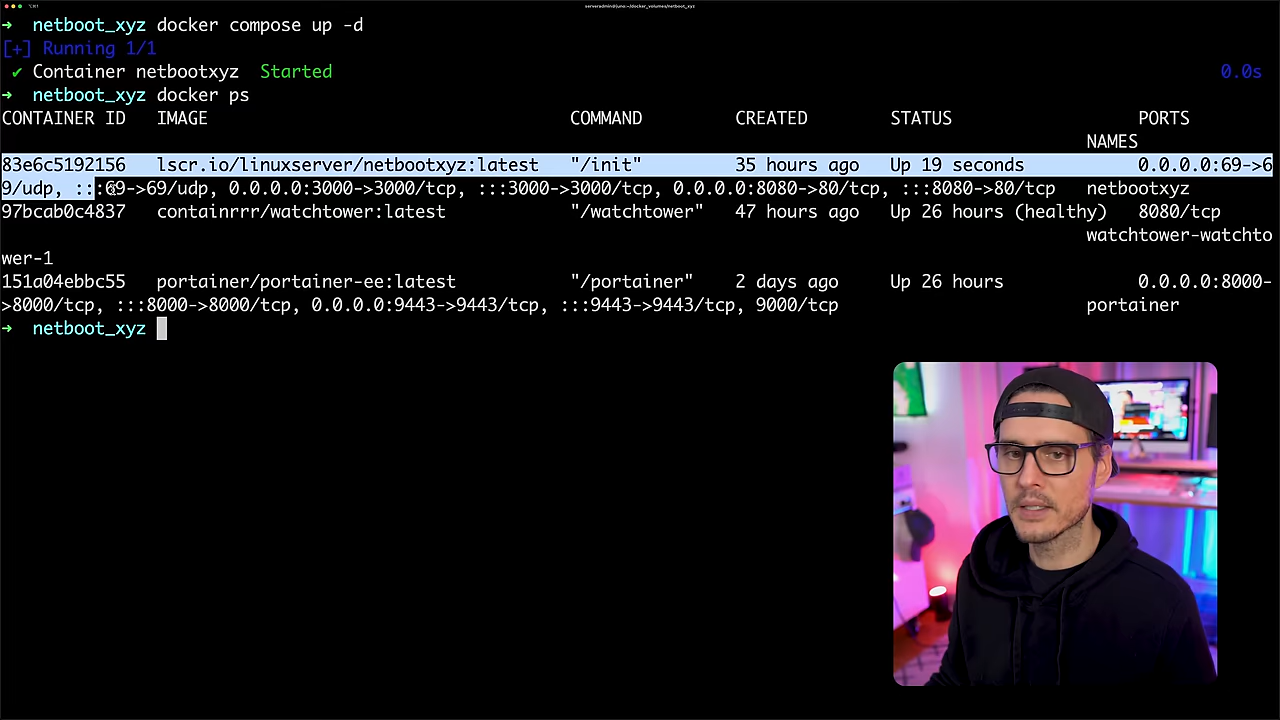 serveradmin@juno:~/docker_volumes/netboot_xyz
➜ netboot_xyz docker compose up -d
[+] Running 1/1
✔ Container netbootxyz Started 0.0s
➜ netboot_xyz docker ps
CONTAINER ID IMAGE COMMAND CREATED STATUS PORTS
NAMES
83e6c5192156 lscr.io/linuxserver/netbootxyz:latest "/init" 35 hours ago Up 19 seconds 0.0.0.0:69->6
9/udp, :::69->69/udp, 0.0.0.0:3000->3000/tcp, :::3000->3000/tcp, 0.0.0.0:8080->80/tcp, :::8080->80/tcp netbootxyz
97bcab0c4837 containrrr/watchtower:latest "/watchtower" 47 hours ago Up 26 hours (healthy) 8080/tcp
watchtower-watchto
wer-1
151a04ebbc55 portainer/portainer-ee:latest "/portainer" 2 days ago Up 26 hours 0.0.0.0:8000-
>8000/tcp, :::8000->8000/tcp, 0.0.0.0:9443->9443/tcp, :::9443->9443/tcp, 9000/tcp portainer
➜ netboot_xyz